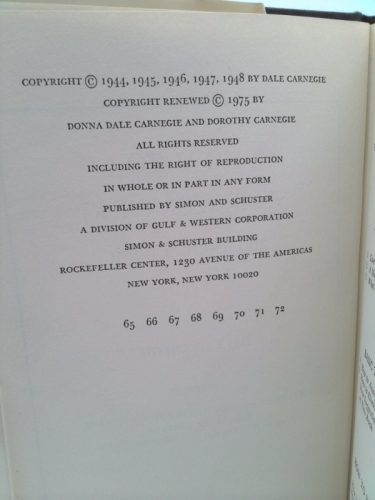 COPYRIGHT © 1944, 1945, 1946, 1947, 1948 BY DALE CARNEGIE
COPYRIGHT RENEWED © 1975 BY
DONNA DALE CARNEGIE AND DOROTHY CARNEGIE
ALL RIGHTS RESERVED
INCLUDING THE RIGHT OF REPRODUCTION
IN WHOLE OR IN PART IN ANY FORM
PUBLISHED BY SIMON AND SCHUSTER
A DIVISION OF GULF & WESTERN CORPORATION
SIMON & SCHUSTER BUILDING
ROCKEFELLER CENTER, 1230 AVENUE OF THE AMERICAS
NEW YORK, NEW YORK 10020
65 66 67 68 69 70 71 72